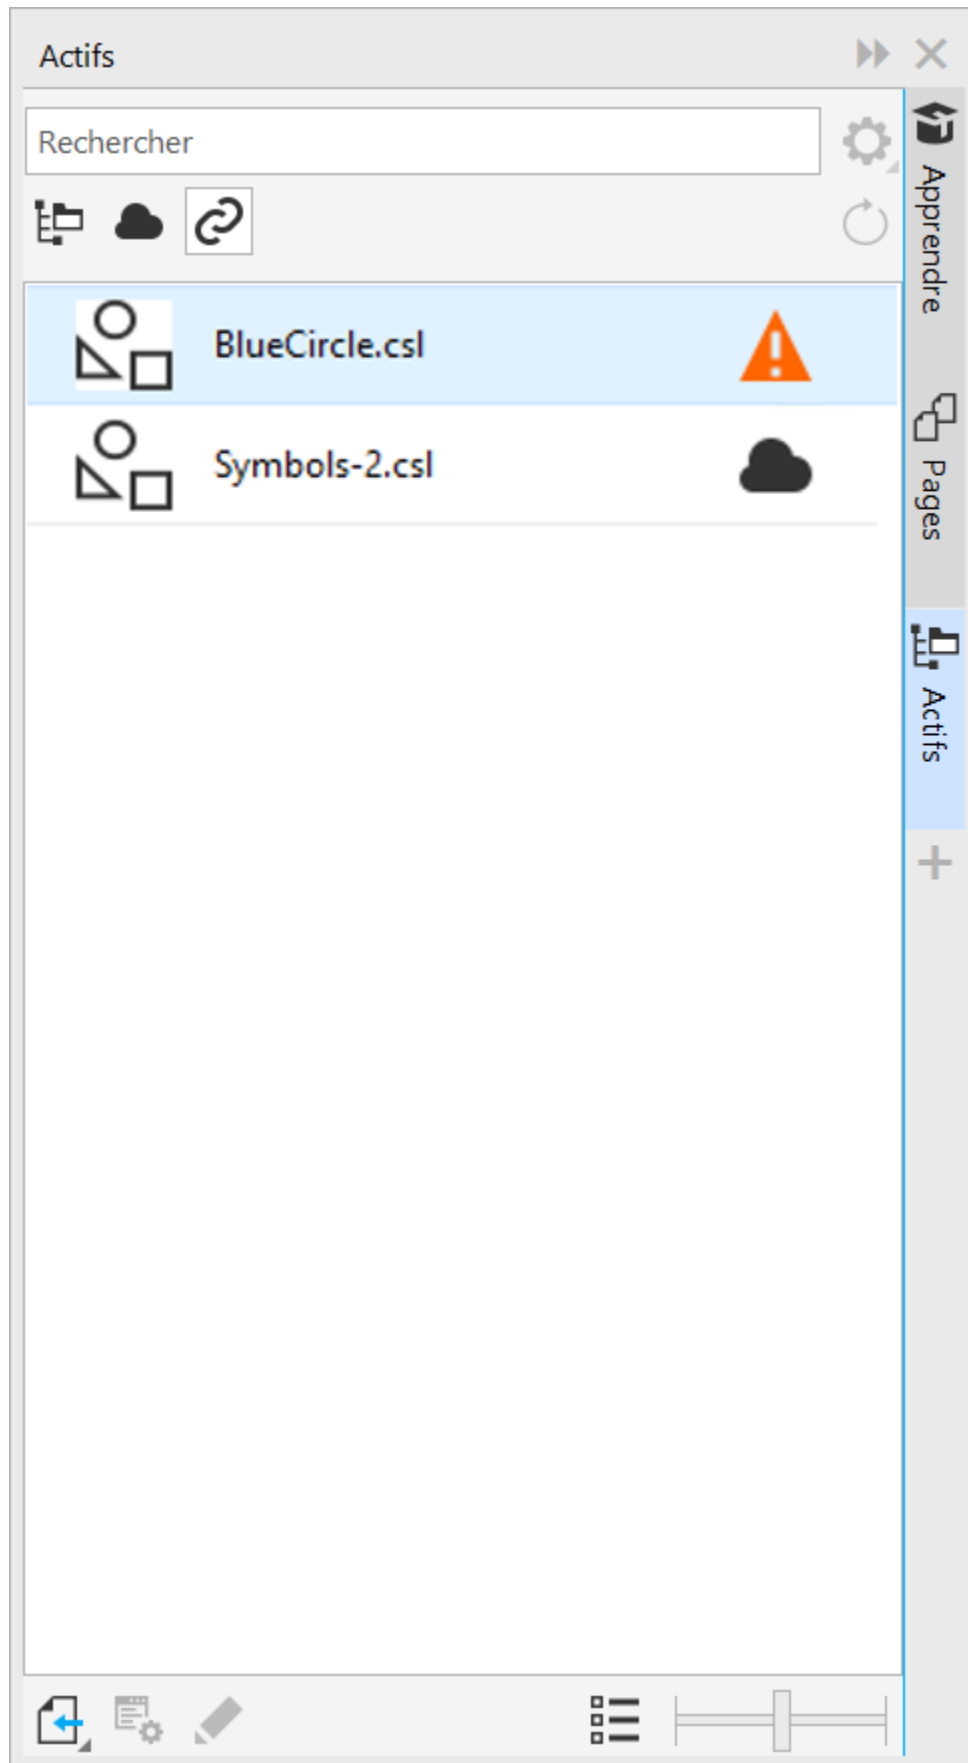 Actifs
Rechercher
BlueCircle.csl
Symbols-2.csl
Apprendre
Pages
Actifs